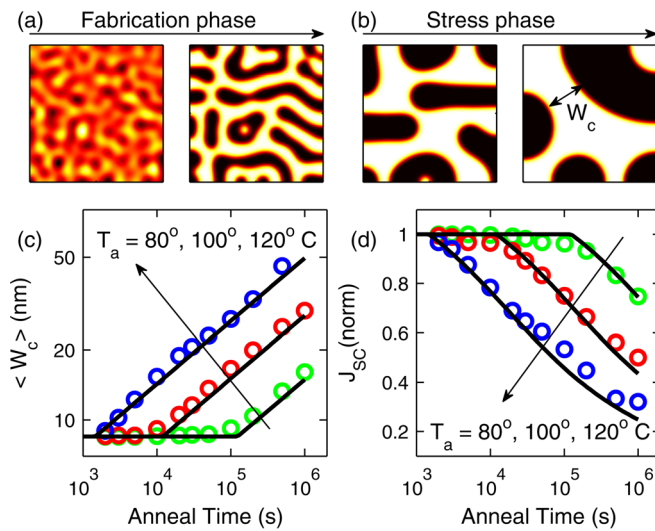 (a) Fabrication phase
(b) Stress phase
W_c
(c) T_a = 80°, 100°, 120° C
50
20
10
< W_c > (nm)
10^3 10^4 10^5 10^6
Anneal Time (s)
(d)
1
0.8
0.6
0.4
0.2
J_SC(norm)
T_a = 80°, 100°, 120° C
10^3 10^4 10^5 10^6
Anneal Time (s)